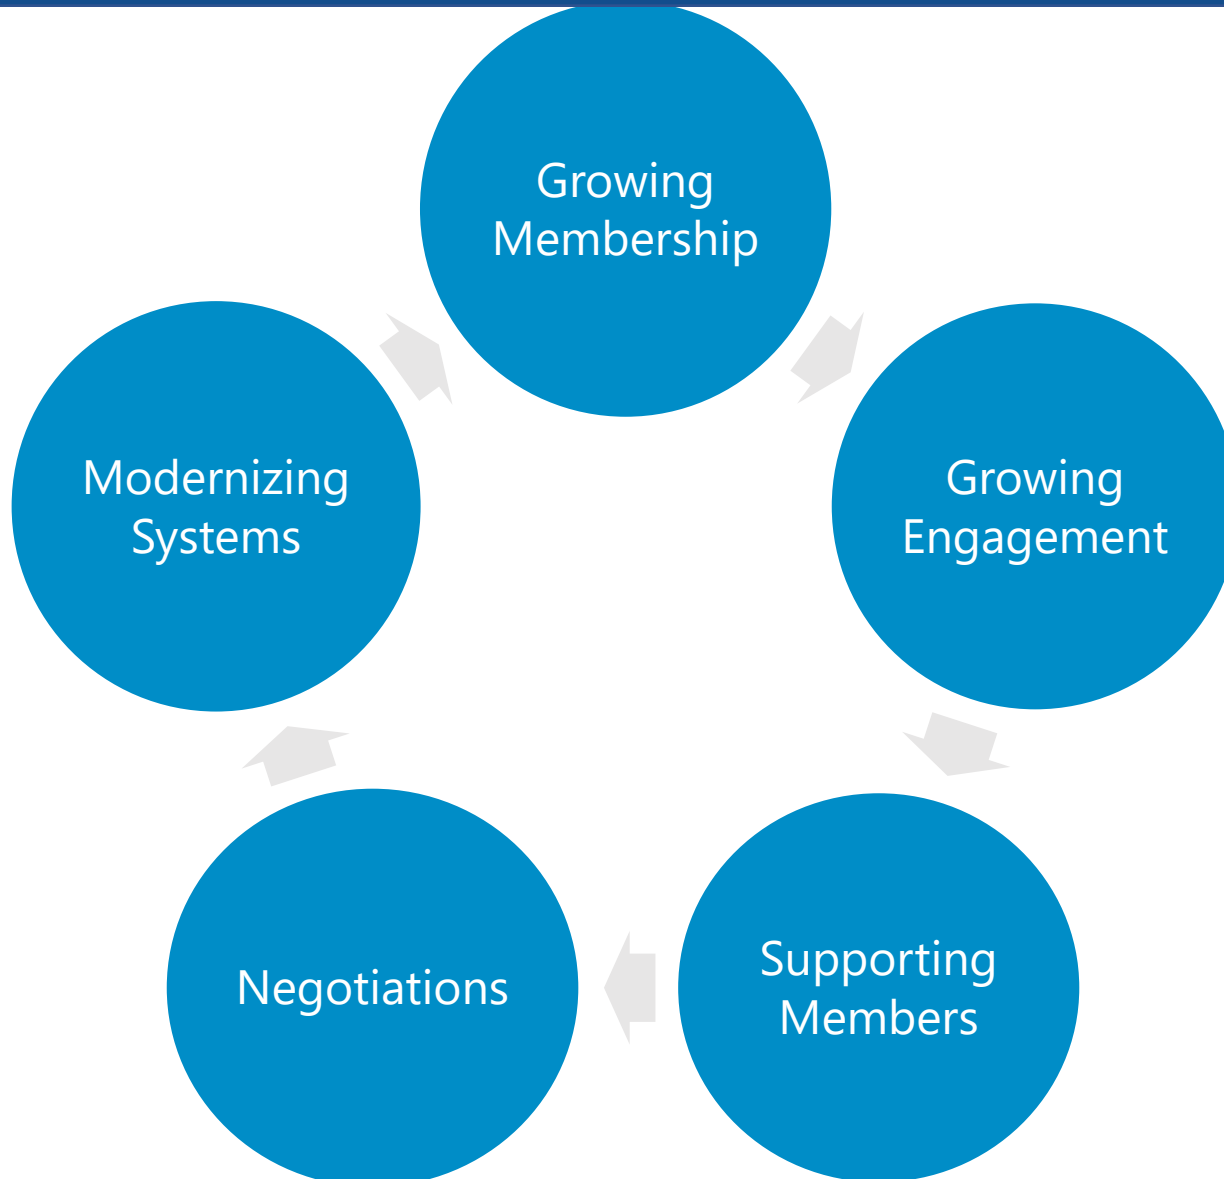 Growing
Membership
Growing
Engagement
Supporting
Members
Negotiations
Modernizing
Systems